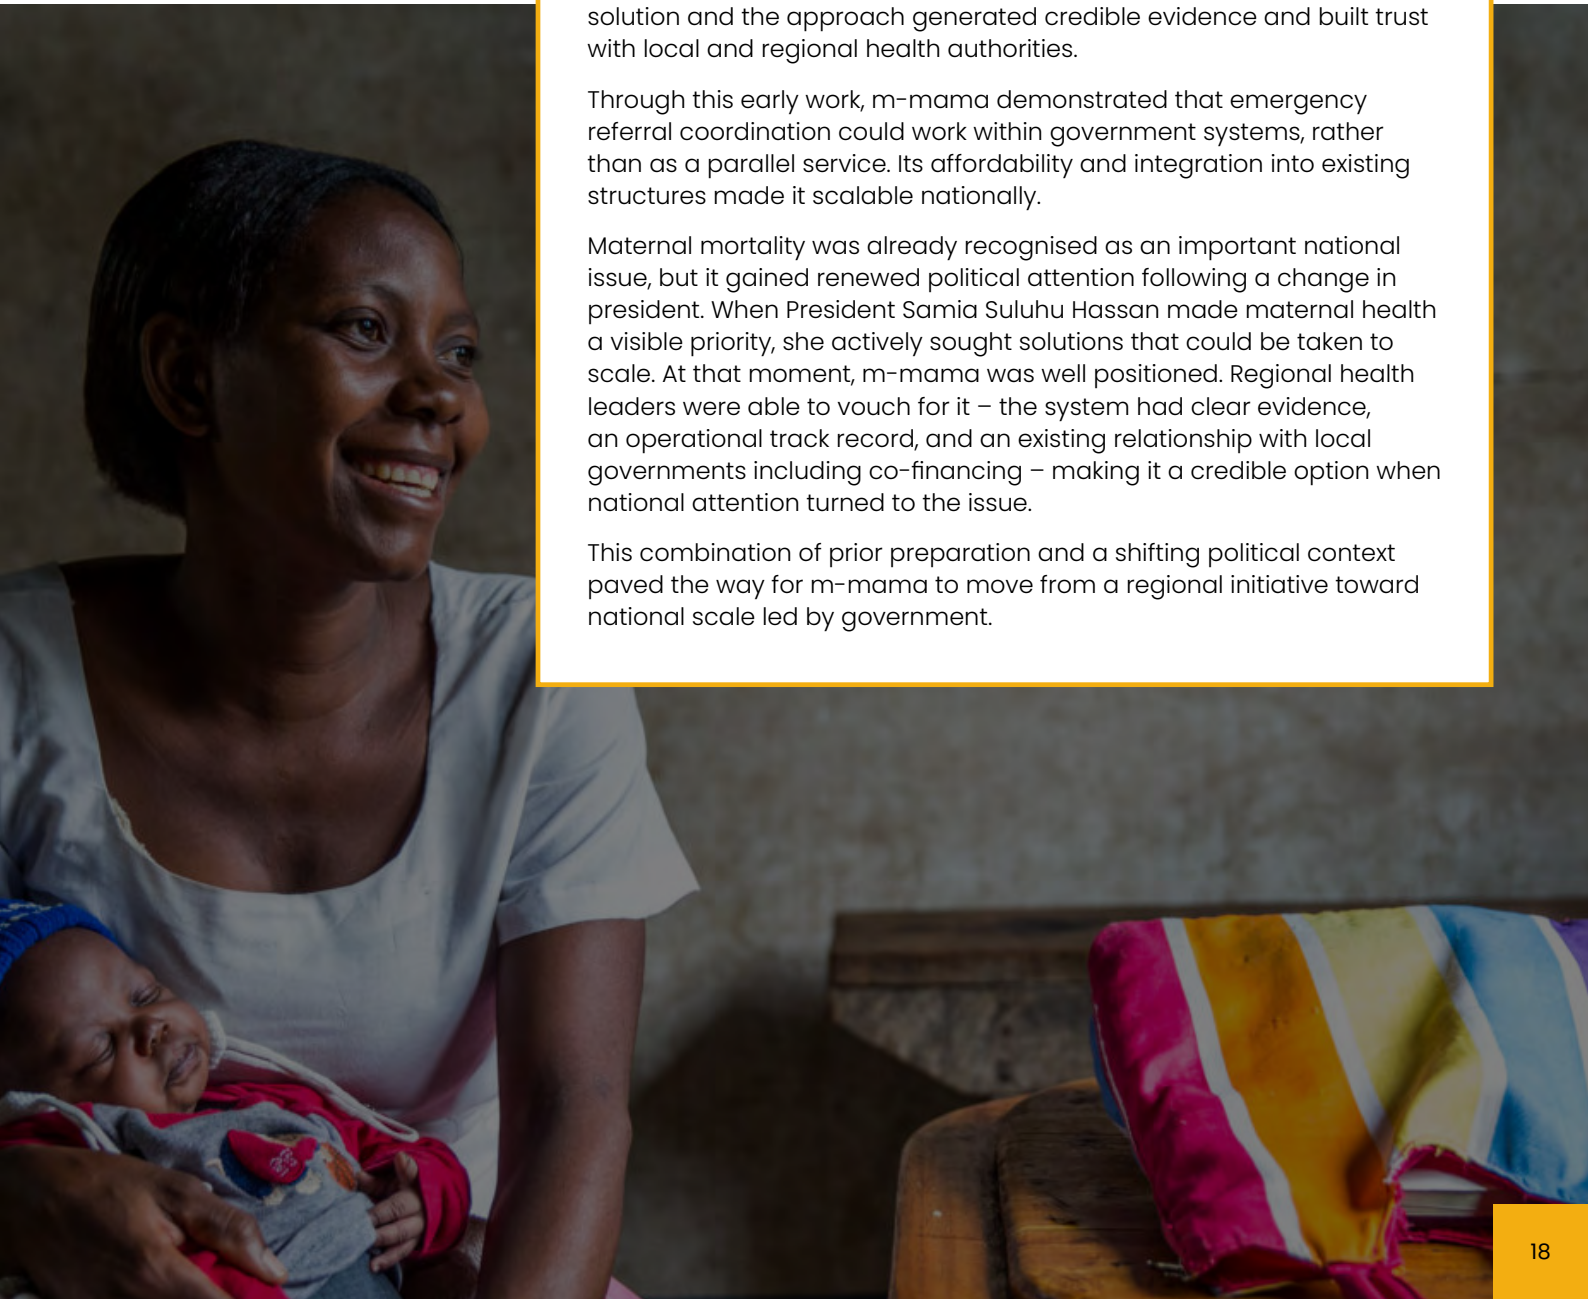 solution and the approach generated credible evidence and built trust
with local and regional health authorities.
Through this early work, m-mama demonstrated that emergency
referral coordination could work within government systems, rather
than as a parallel service. Its affordability and integration into existing
structures made it scalable nationally.
Maternal mortality was already recognised as an important national
issue, but it gained renewed political attention following a change in
president. When President Samia Suluhu Hassan made maternal health
a visible priority, she actively sought solutions that could be taken to
scale. At that moment, m-mama was well positioned. Regional health
leaders were able to vouch for it – the system had clear evidence,
an operational track record, and an existing relationship with local
governments including co-financing – making it a credible option when
national attention turned to the issue.
This combination of prior preparation and a shifting political context
paved the way for m-mama to move from a regional initiative toward
national scale led by government.
18